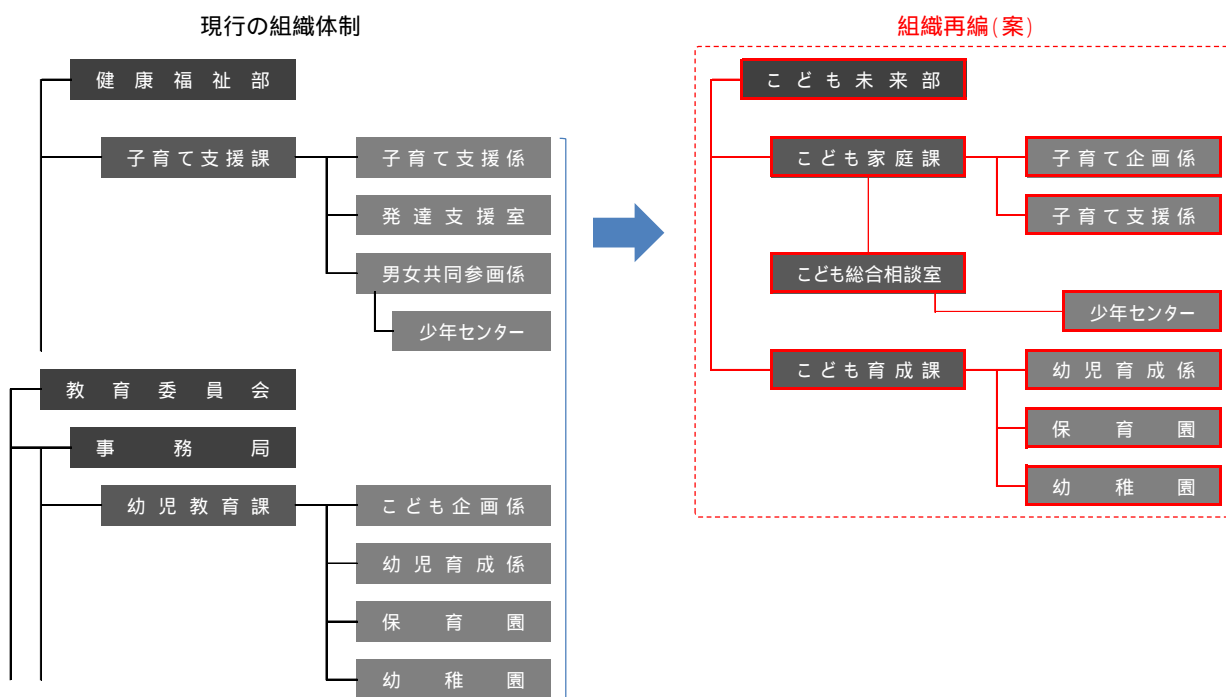 現行の組織体制
健康福祉部
子育て支援課
子育て支援係
発達支援室
男女共同参画係
少年センター
教育委員会
事務局
幼児教育課
こども企画係
幼児育成係
保育園
幼稚園
組織再編(案)
こども未来部
こども家庭課
子育て企画係
子育て支援係
こども総合相談室
少年センター
こども育成課
幼児育成係
保育園
幼稚園